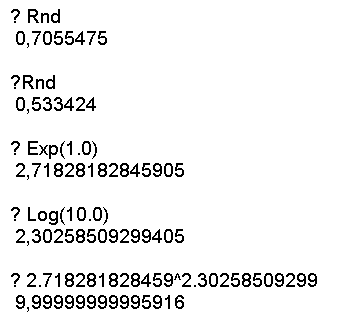 ? Rnd
0,7055475
?Rnd
0,533424
? Exp(1.0)
2,71828182845905
? Log(10.0)
2,30258509299405
? 2.718281828459^2.30258509299
9,99999999995916